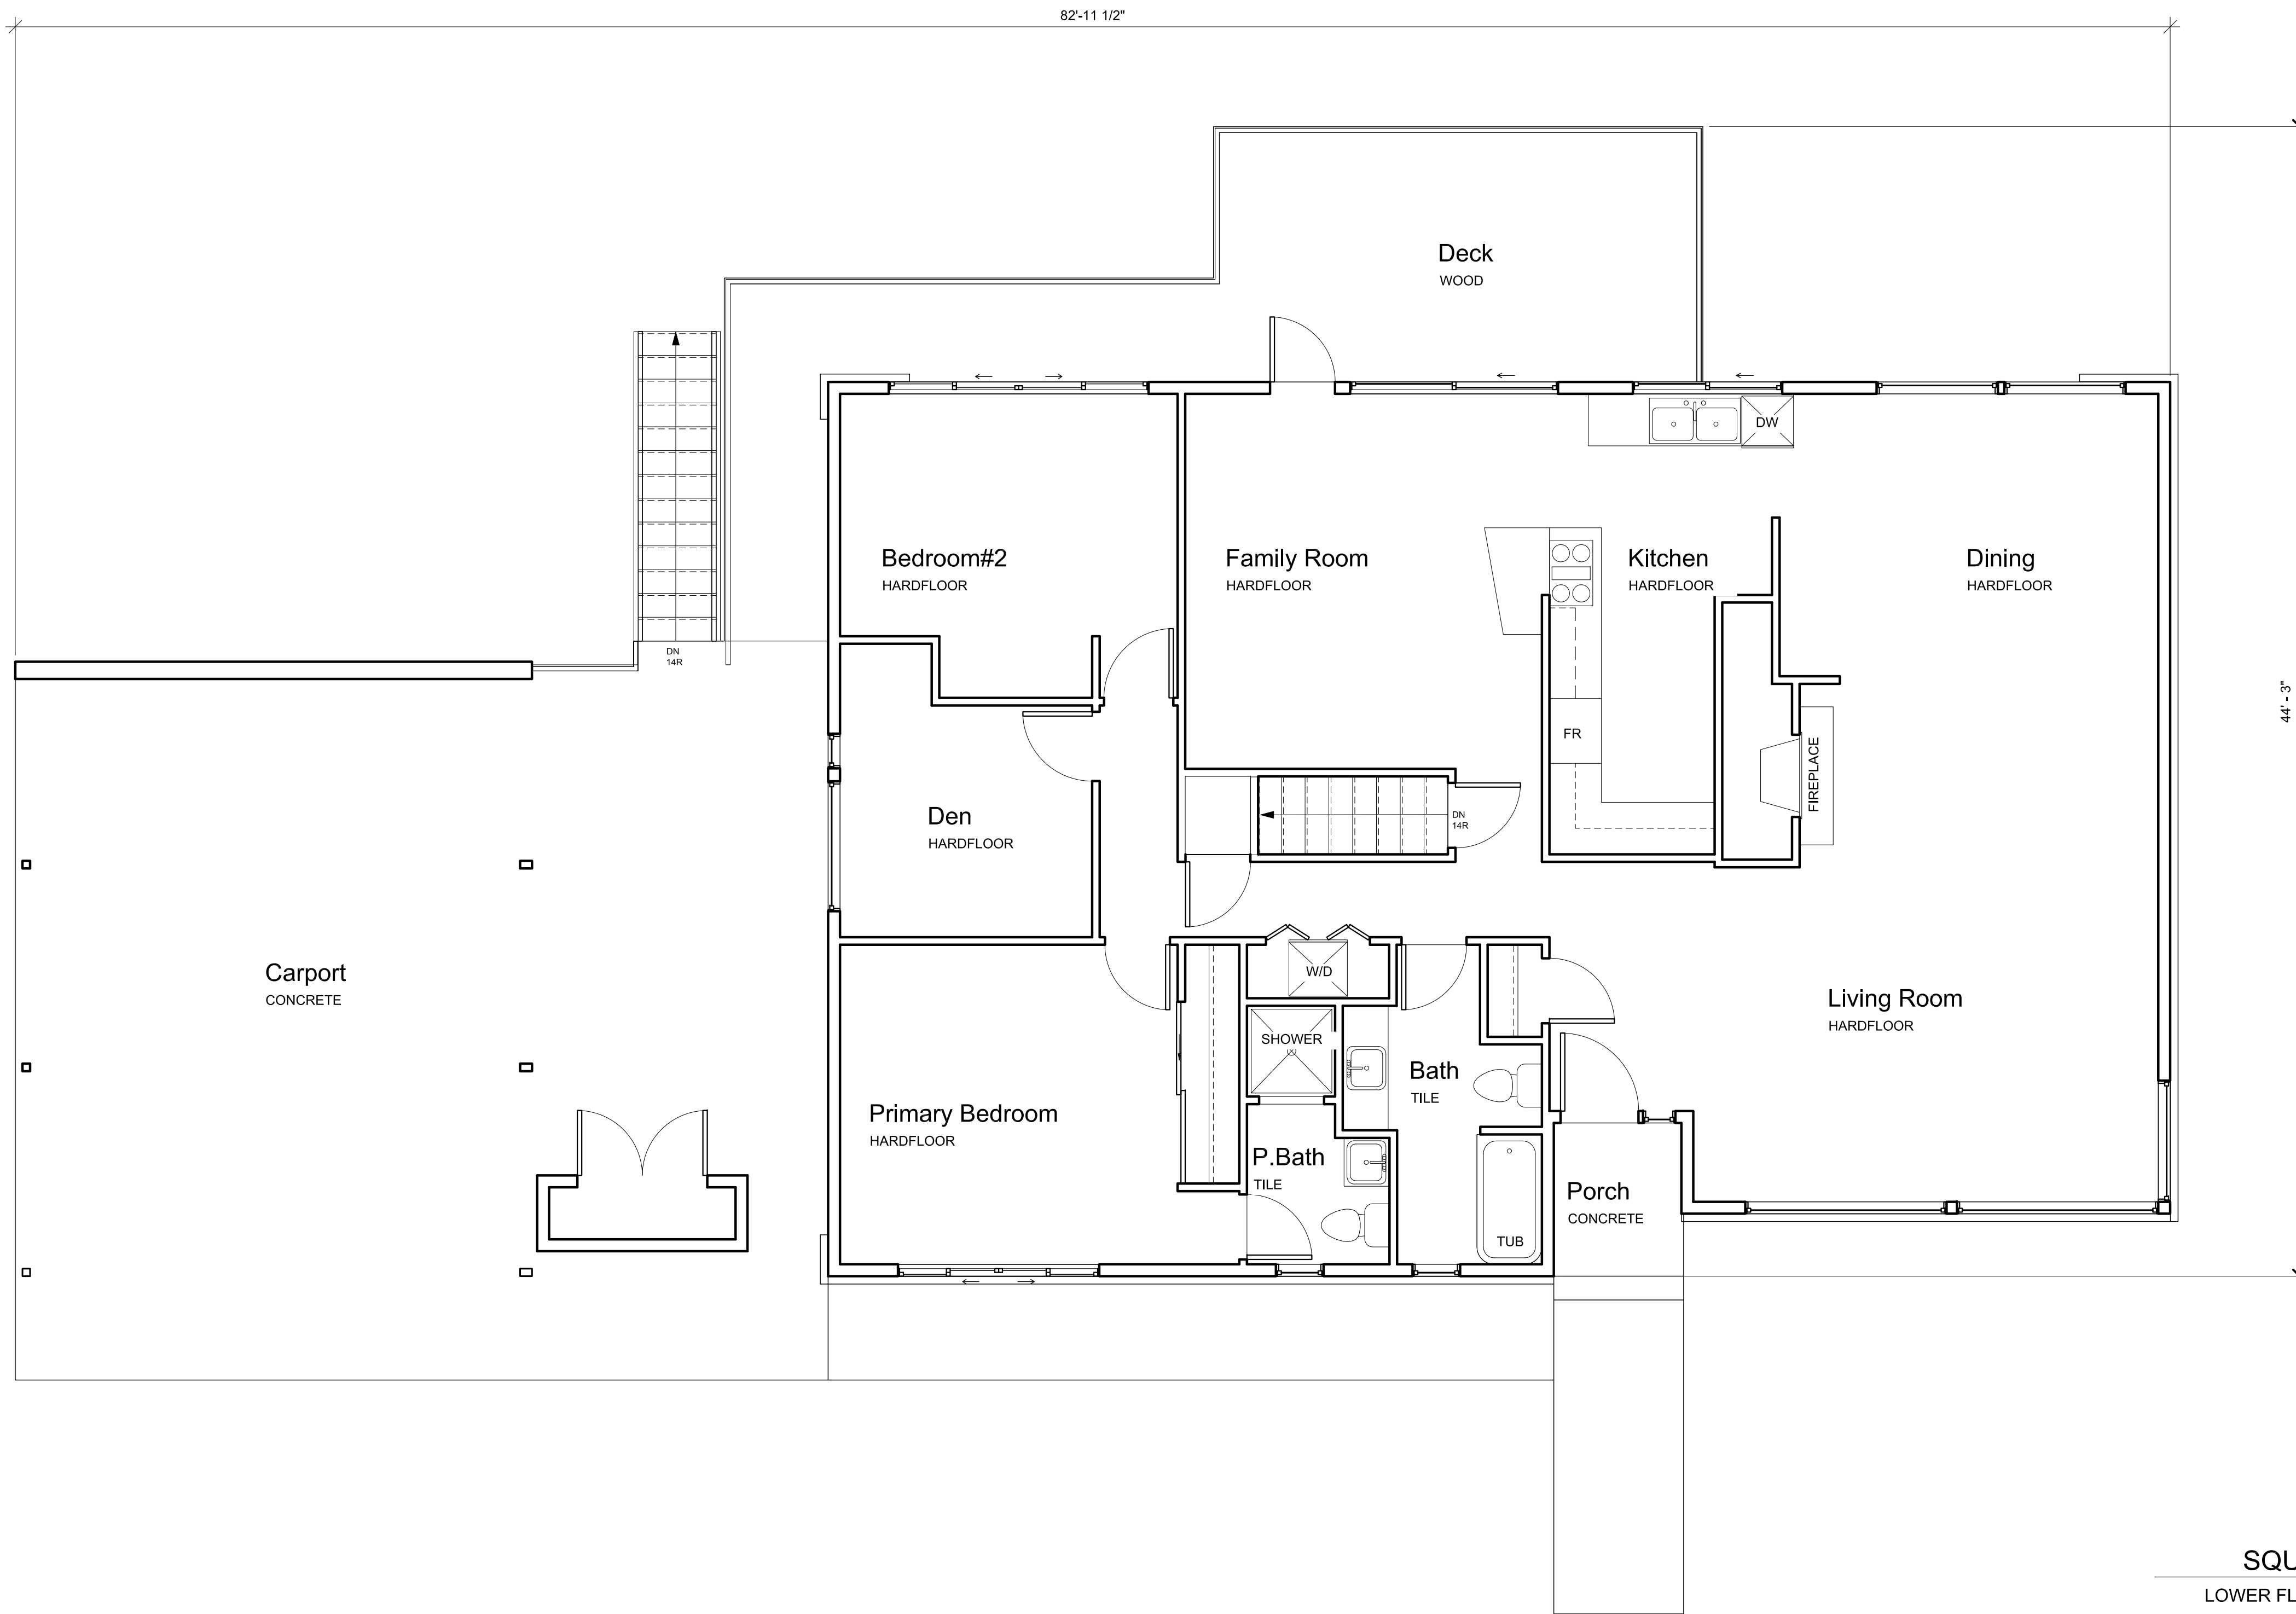 82'-11 1/2"
Deck
WOOD
DW
Bedroom#2
HARDFLOOR
Family Room
HARDFLOOR
Kitchen
HARDFLOOR
Dining
HARDFLOOR
DN
14R
44' - 3"
FR
FIREPLACE
Den
HARDFLOOR
DN
14R
Carport
CONCRETE
W/D
Living Room
HARDFLOOR
SHOWER
Bath
TILE
Primary Bedroom
HARDFLOOR
P.Bath
TILE
Porch
CONCRETE
TUB
SQU
LOWER FL